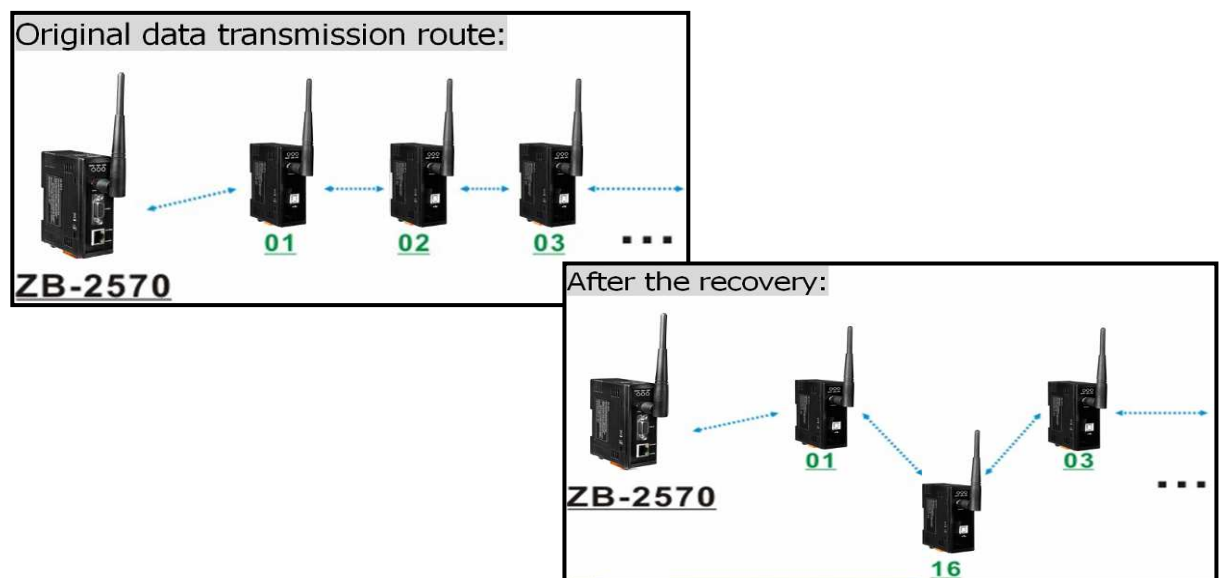 Original data transmission route:
01
02
03
...
ZB-2570
After the recovery:
01
03
...
ZB-2570
16